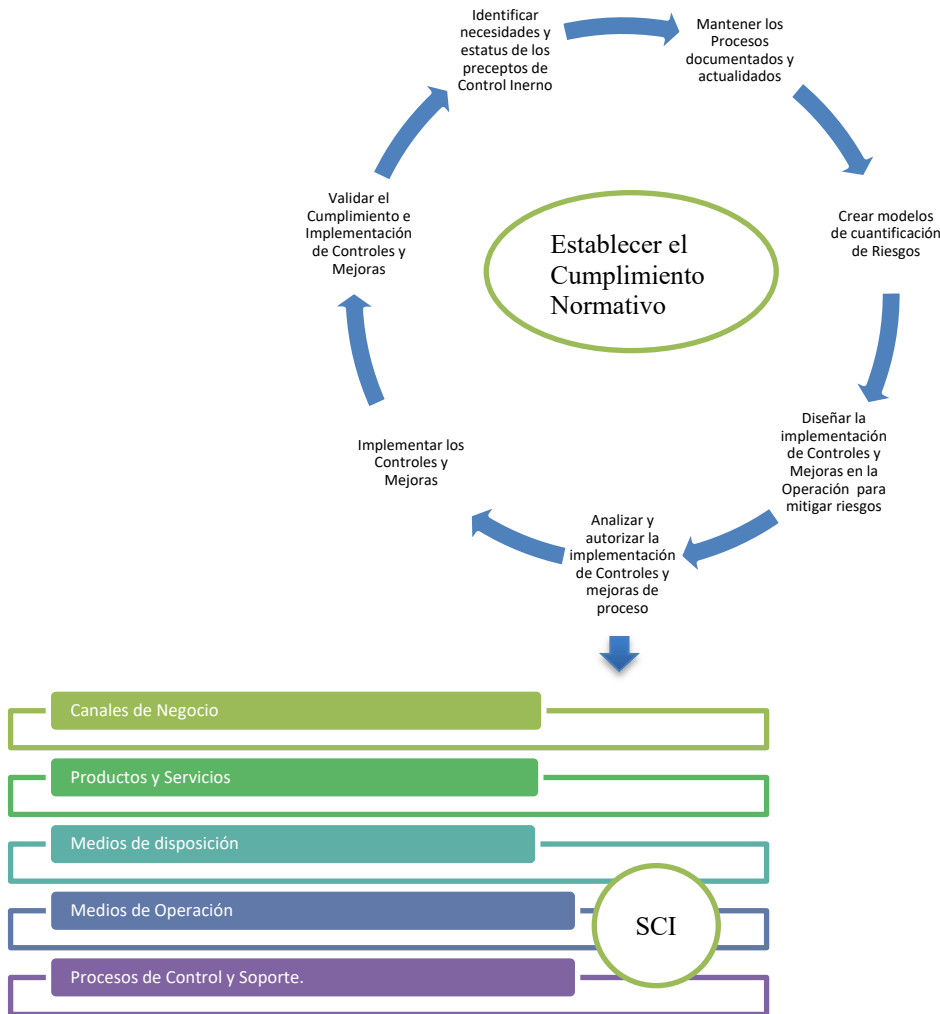 Identificar
necesidades y
estatus de los
preceptos de
Control Inerno
Mantener los
Procesos
documentados y
actualidados
Crear modelos
de cuantificación
de Riesgos
Diseñar la
implementación
de Controles y
Mejoras en la
Operación  para
mitigar riesgos
Analizar y
autorizar la
implementación
de Controles y
mejoras de
proceso
Implementar los
Controles y
Mejoras
Validar el
Cumplimiento e
Implementación
de Controles y
Mejoras
Establecer el
Cumplimiento
Normativo
Canales de Negocio
Productos y Servicios
Medios de disposición
Medios de Operación
SCI
Procesos de Control y Soporte.